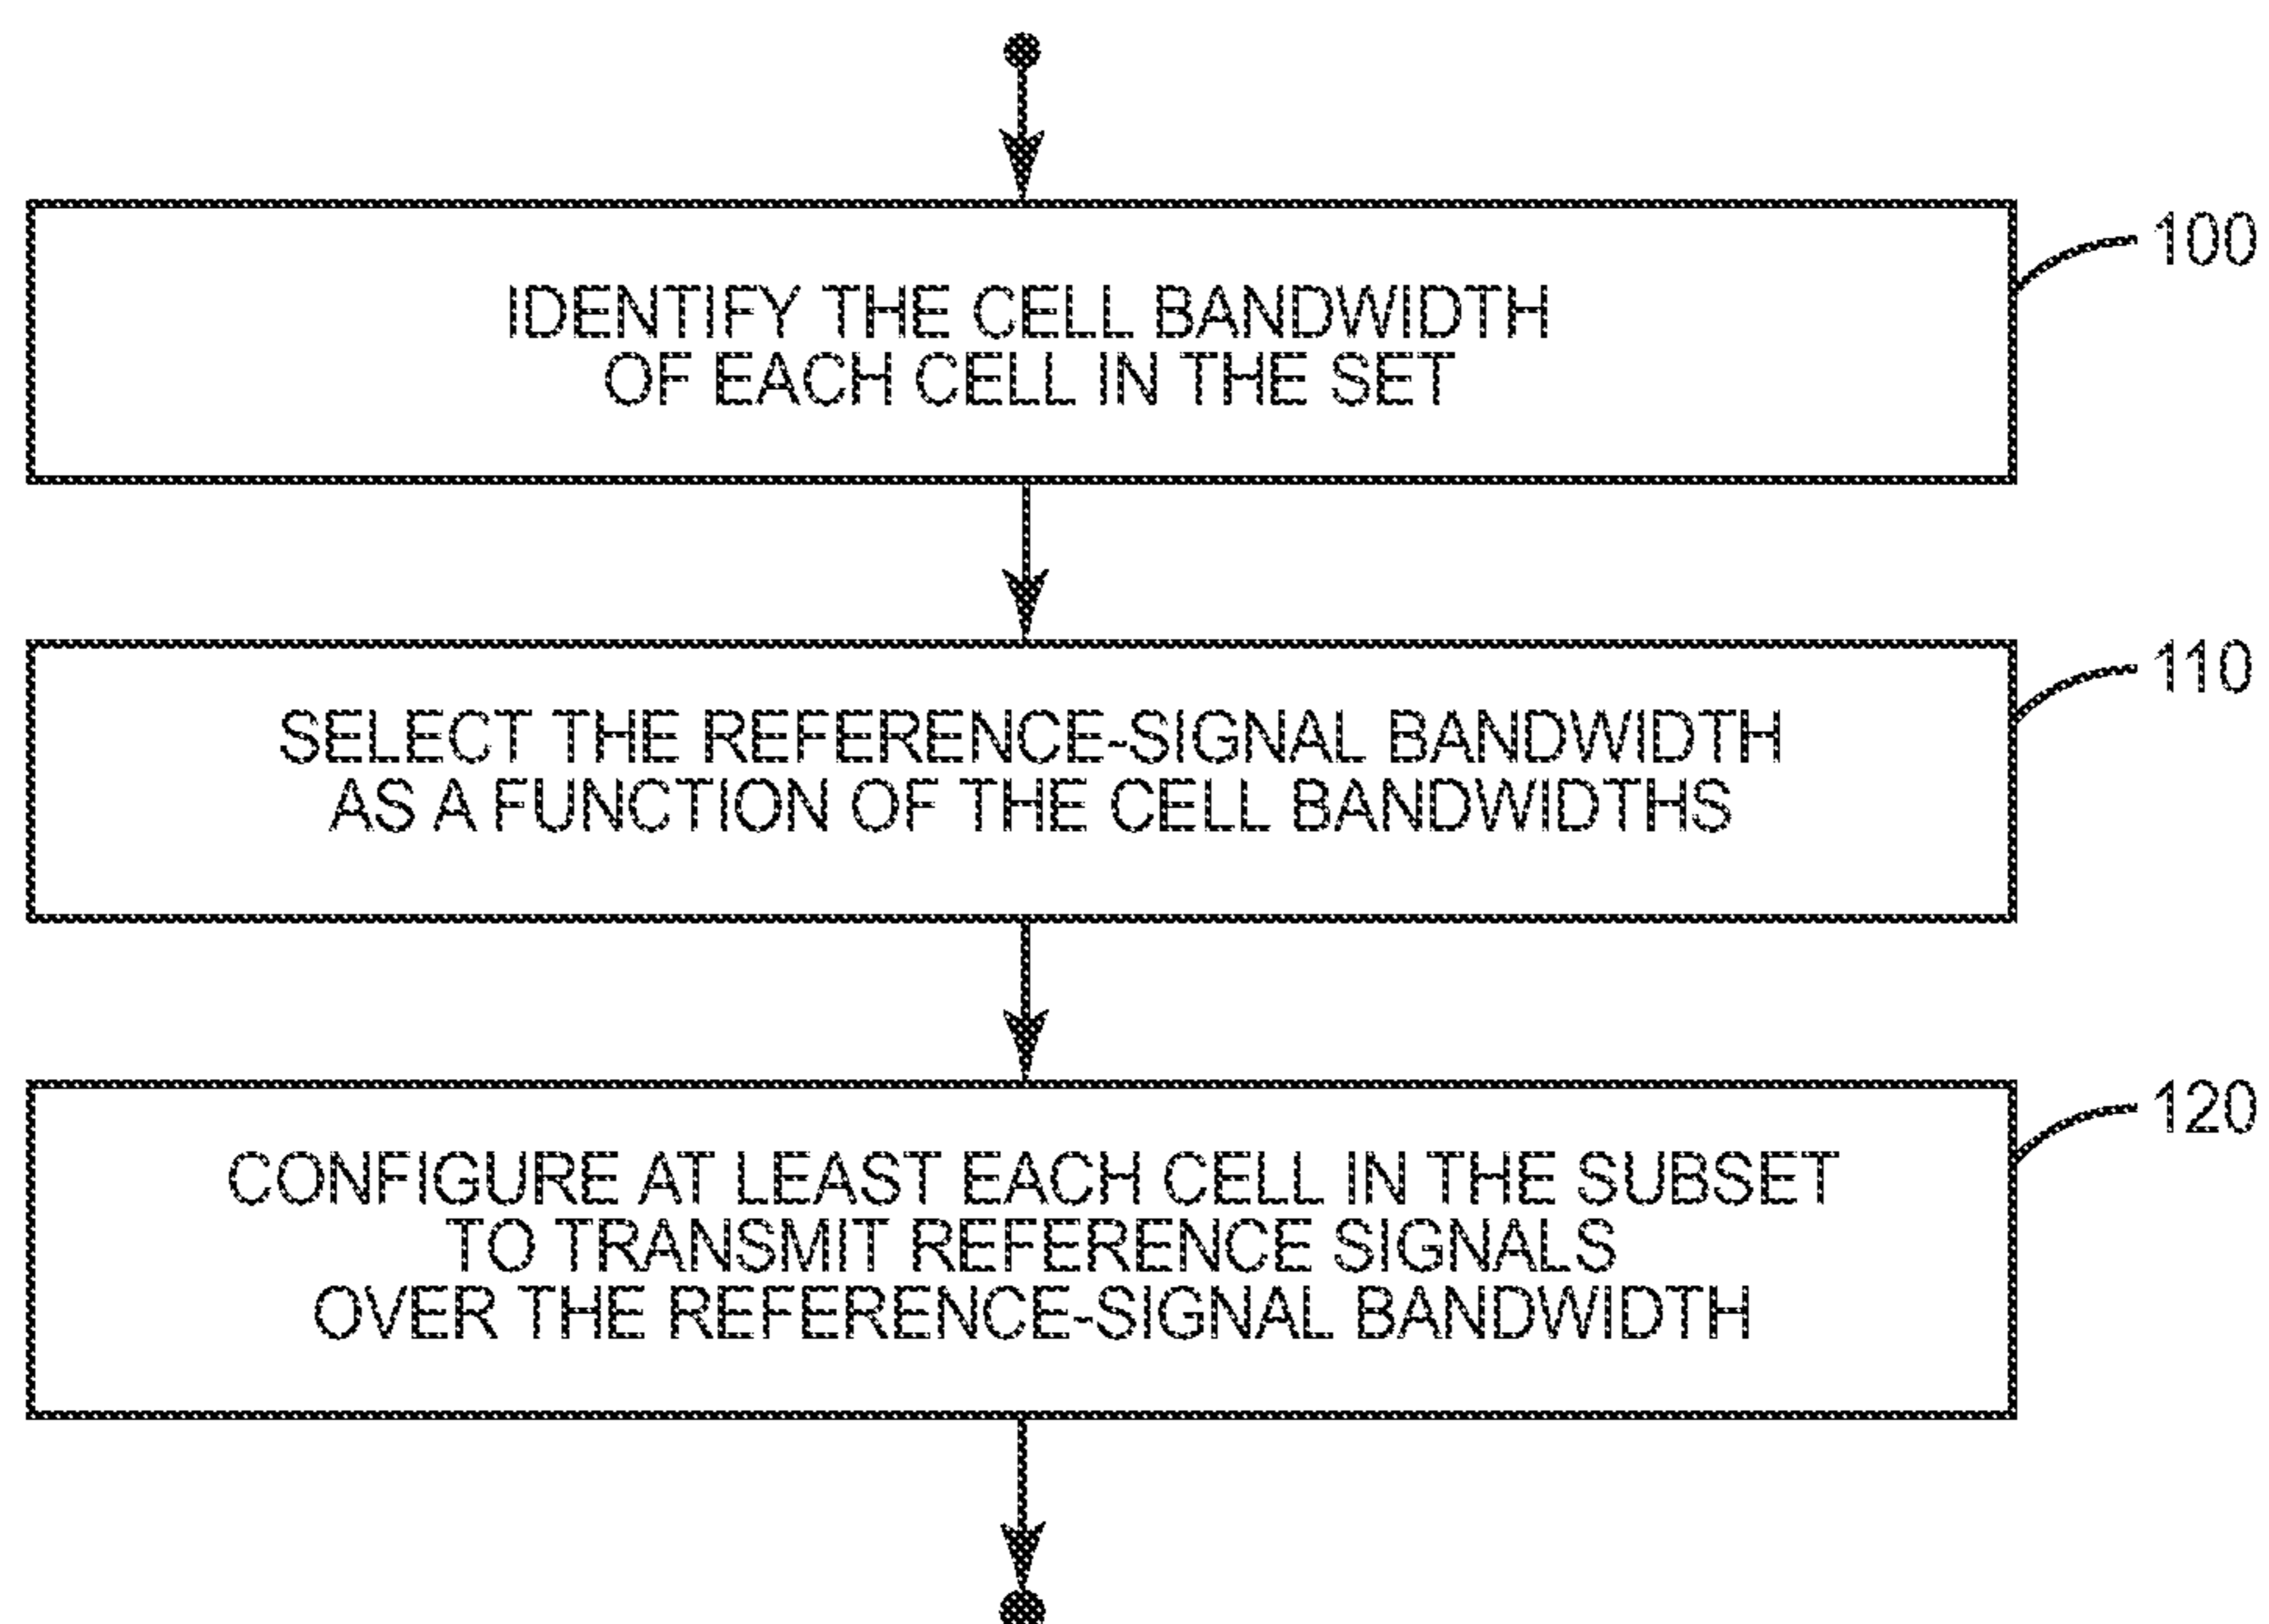 100
IDENTIFY THE CELL BANDWIDTH
OF EACH CELL IN THE SET
110
SELECT THE REFERENCE-SIGNAL BANDWIDTH
AS A FUNCTION OF THE CELL BANDWIDTHS
120
CONFIGURE AT LEAST EACH CELL IN THE SUBSET
TO TRANSMIT REFERENCE SIGNALS
OVER THE REFERENCE-SIGNAL BANDWIDTH